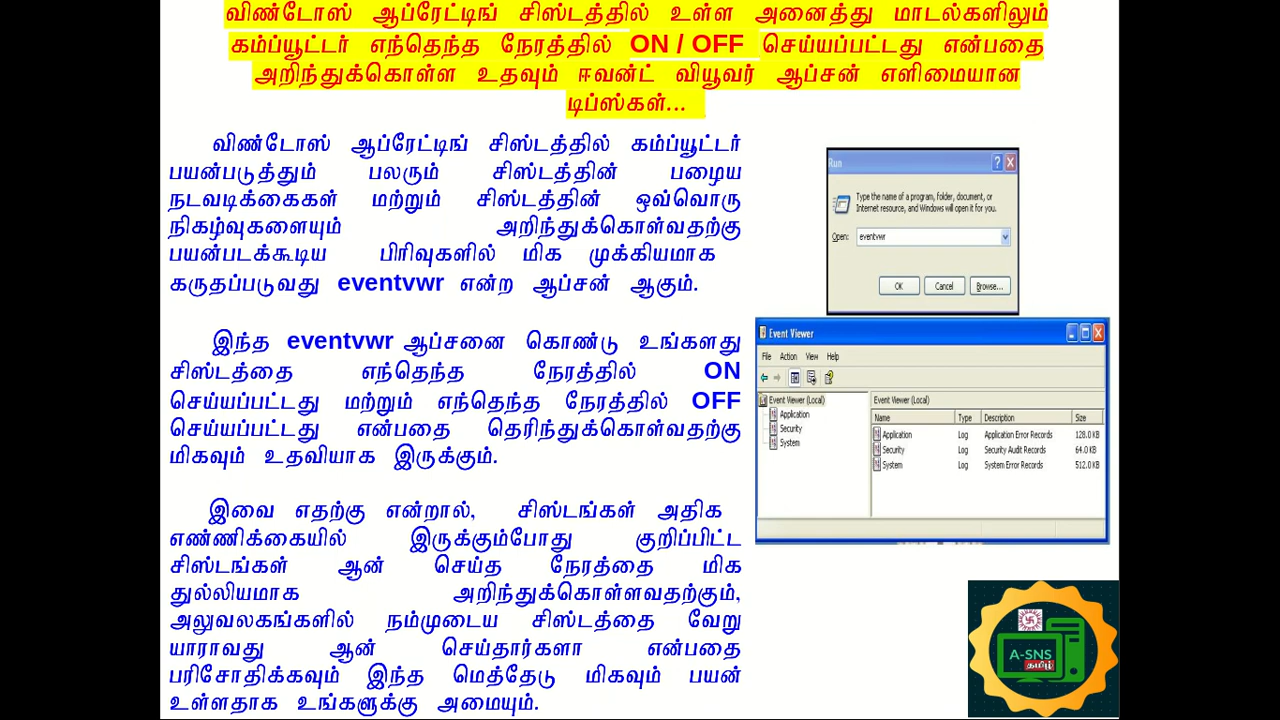 விண்டோஸ் ஆப்ரேட்டிங் சிஸ்டத்தில் உள்ள அனைத்து மாடல்களிலும்
கம்ப்யூட்டர் எந்தெந்த நேரத்தில் ON / OFF செய்யப்பட்டது என்பதை
அறிந்துக்கொள்ள உதவும் ஈவன்ட் வியூவர் ஆப்சன் எளிமையான
டிப்ஸ்கள்...
விண்டோஸ் ஆப்ரேட்டிங் சிஸ்டத்தில் கம்ப்யூட்டர்
பயன்படுத்தும் பலரும் சிஸ்டத்தின் பழைய
நடவடிக்கைகள் மற்றும் சிஸ்டத்தின் ஒவ்வொரு
நிகழ்வுகளையும் அறிந்துக்கொள்வதற்கு
பயன்படக்கூடிய பிரிவுகளில் மிக முக்கியமாக
கருதப்படுவது eventvwr என்ற ஆப்சன் ஆகும்.
இந்த eventvwr ஆப்சனை கொண்டு உங்களது
சிஸ்டத்தை எந்தெந்த நேரத்தில் ON
செய்யப்பட்டது மற்றும் எந்தெந்த நேரத்தில் OFF
செய்யப்பட்டது என்பதை தெரிந்துக்கொள்வதற்கு
மிகவும் உதவியாக இருக்கும்.
இவை எதற்கு என்றால், சிஸ்டங்கள் அதிக
எண்ணிக்கையில் இருக்கும்போது குறிப்பிட்ட
சிஸ்டங்கள் ஆன் செய்த நேரத்தை மிக
துல்லியமாக அறிந்துக்கொள்ளவதற்கும்,
அலுவலகங்களில் நம்முடைய சிஸ்டத்தை வேறு
யாராவது ஆன் செய்தார்களா என்பதை
பரிசோதிக்கவும் இந்த மெத்தேடு மிகவும் பயன்
உள்ளதாக உங்களுக்கு அமையும்.
Run
Type the name of a program, folder, document, or
Internet resource, and Windows will open it for you.
Open: eventvwr
OK Cancel Browse...
Event Viewer
File Action View Help
Event Viewer (Local)
Application
Security
System
Event Viewer (Local)
Name Type Description Size
Application Log Application Error Records 128.0 KB
Security Log Security Audit Records 64.0 KB
System Log System Error Records 512.0 KB
A-SNS
தமிழ்